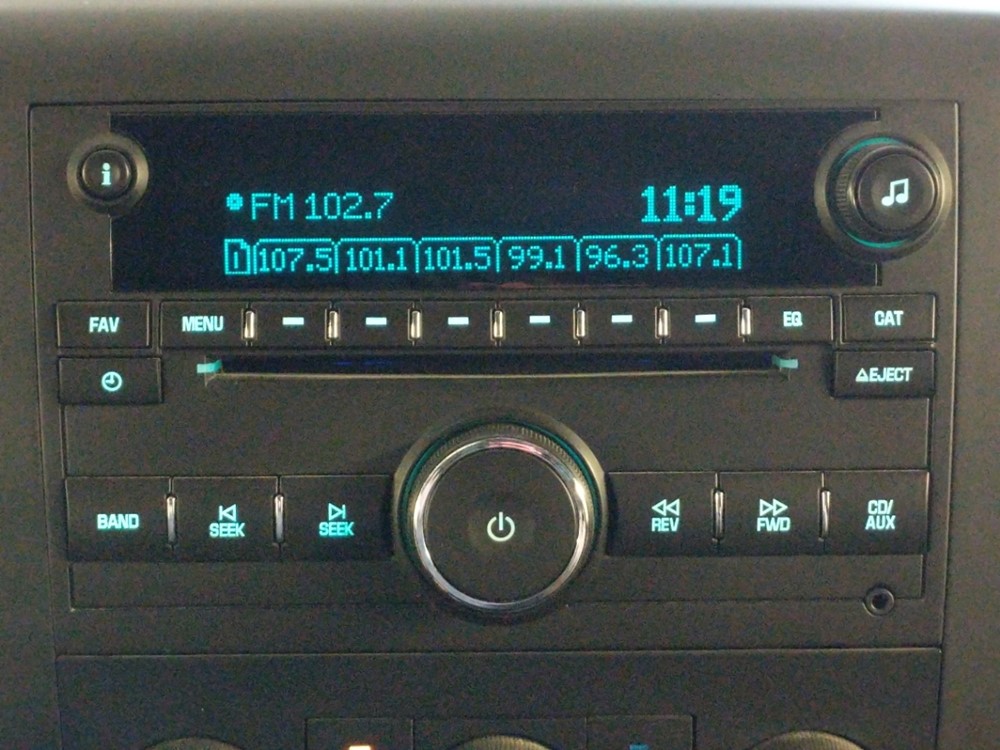 FM 102.7 11:19
1 107.5 101.1 101.5 99.1 96.3 107.1
FAV MENU EQ CAT
EJECT
BAND SEEK SEEK REV FWD CD/
AUX